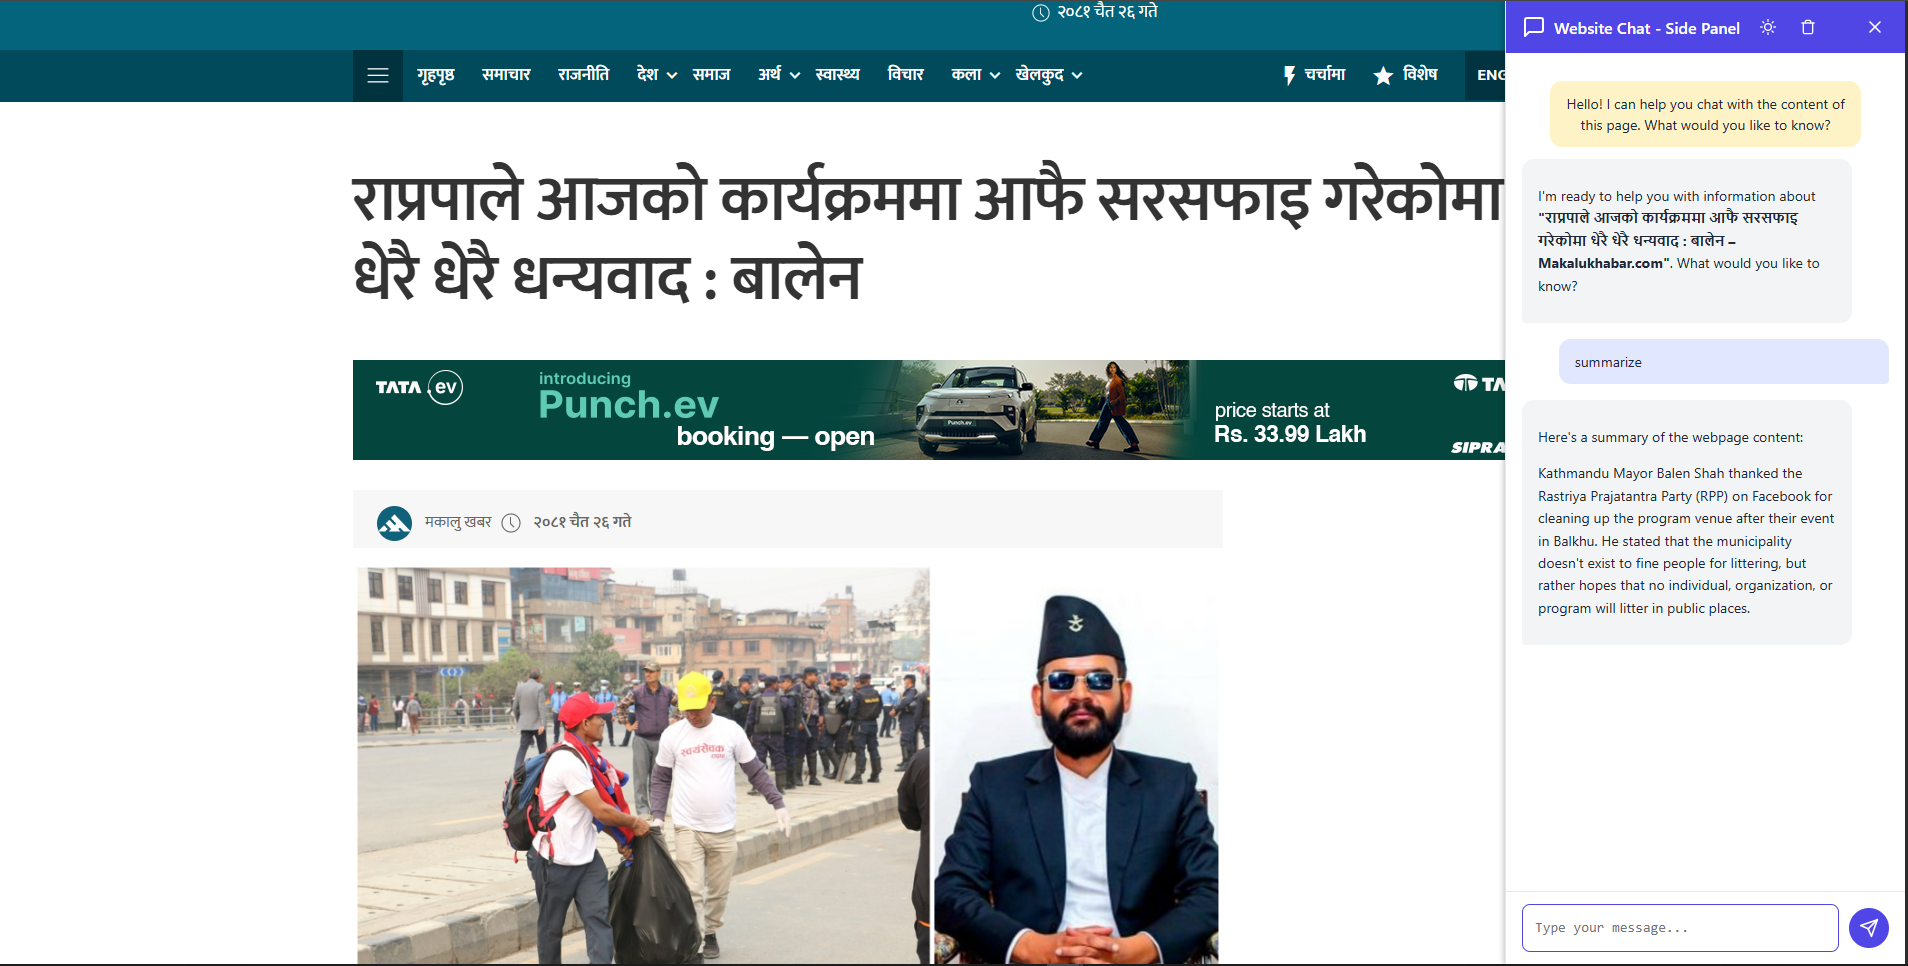 २०८१ चैत २६ गते
गृहपृष्ठ समाचार राजनीति देश समाज अर्थ स्वास्थ्य विचार कला खेलकुद चर्चामा विशेष ENG
राप्रपाले आजको कार्यक्रममा आफै सरसफाइ गरेकोमा
धेरै धेरै धन्यवाद : बालेन
TATA .ev
introducing
Punch.ev
booking — open
price starts at
Rs. 33.99 Lakh
TA
SIPRA
मकालु खबर २०८१ चैत २६ गते
स्वयंसेवक
Website Chat - Side Panel
Hello! I can help you chat with the content of
this page. What would you like to know?
I'm ready to help you with information about
"राप्रपाले आजको कार्यक्रममा आफै सरसफाइ
गरेकोमा धेरै धेरै धन्यवाद : बालेन –
Makalukhabar.com". What would you like to
know?
summarize
Here's a summary of the webpage content:
Kathmandu Mayor Balen Shah thanked the
Rastriya Prajatantra Party (RPP) on Facebook for
cleaning up the program venue after their event
in Balkhu. He stated that the municipality
doesn't exist to fine people for littering, but
rather hopes that no individual, organization, or
program will litter in public places.
Type your message...